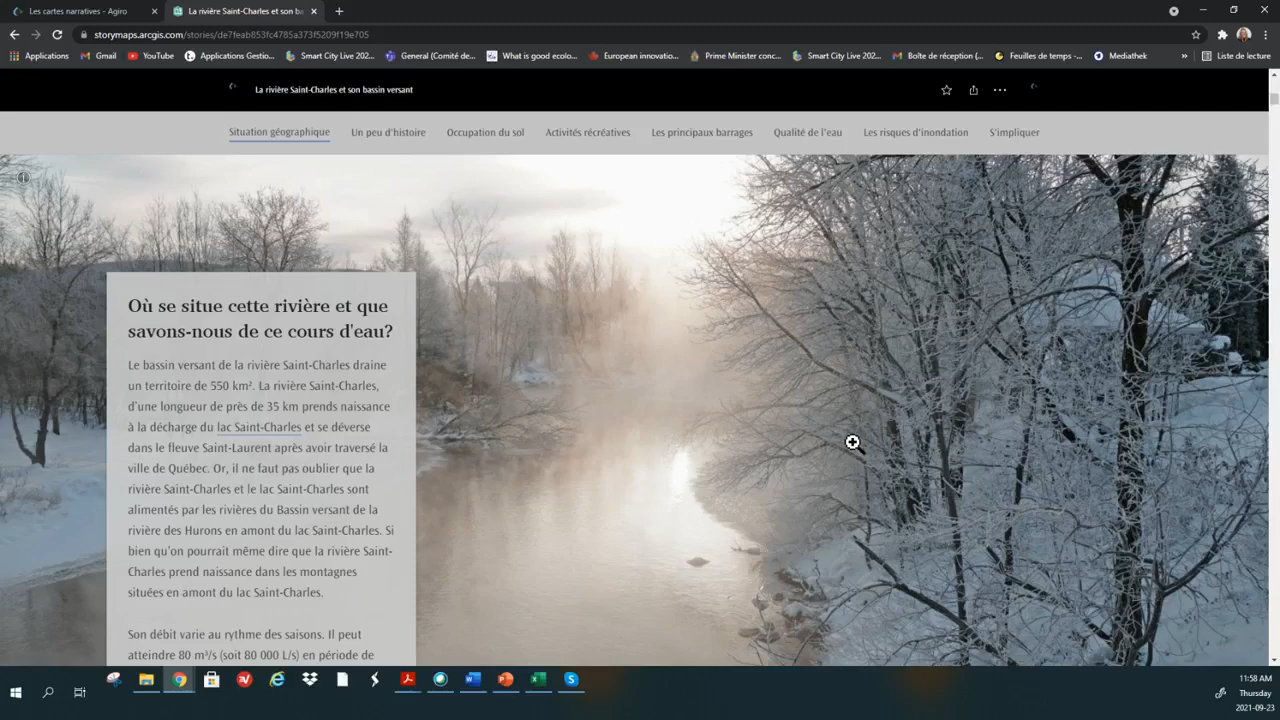 Les cartes narratives - Agiro
La rivière Saint-Charles et son ba
storymaps.arcgis.com/stories/de7feab853fc4785a373f5209f19e705
Applications
Gmail
YouTube
Applications Gestio...
Smart City Live 202...
General (Comité de...
What is good ecolo...
European innovatio...
Prime Minister conc...
Smart City Live 202...
Boîte de réception (...
Feuilles de temps -...
Mediathek
»
Liste de lecture
La rivière Saint-Charles et son bassin versant
Situation géographique
Un peu d'histoire
Occupation du sol
Activités récréatives
Les principaux barrages
Qualité de l'eau
Les risques d'inondation
S'impliquer
Où se situe cette rivière et que
savons-nous de ce cours d'eau?
Le bassin versant de la rivière Saint-Charles draine
un territoire de 550 km². La rivière Saint-Charles,
d'une longueur de près de 35 km prends naissance
à la décharge du lac Saint-Charles et se déverse
dans le fleuve Saint-Laurent après avoir traversé la
ville de Québec. Or, il ne faut pas oublier que la
rivière Saint-Charles et le lac Saint-Charles sont
alimentés par les rivières du Bassin versant de la
rivière des Hurons en amont du lac Saint-Charles. Si
bien qu'on pourrait même dire que la rivière Saint-
Charles prend naissance dans les montagnes
situées en amont du lac Saint-Charles.
Son débit varie au rythme des saisons. Il peut
atteindre 80 m³/s (soit 80 000 L/s) en période de
11:58 AM
Thursday
2021-09-23